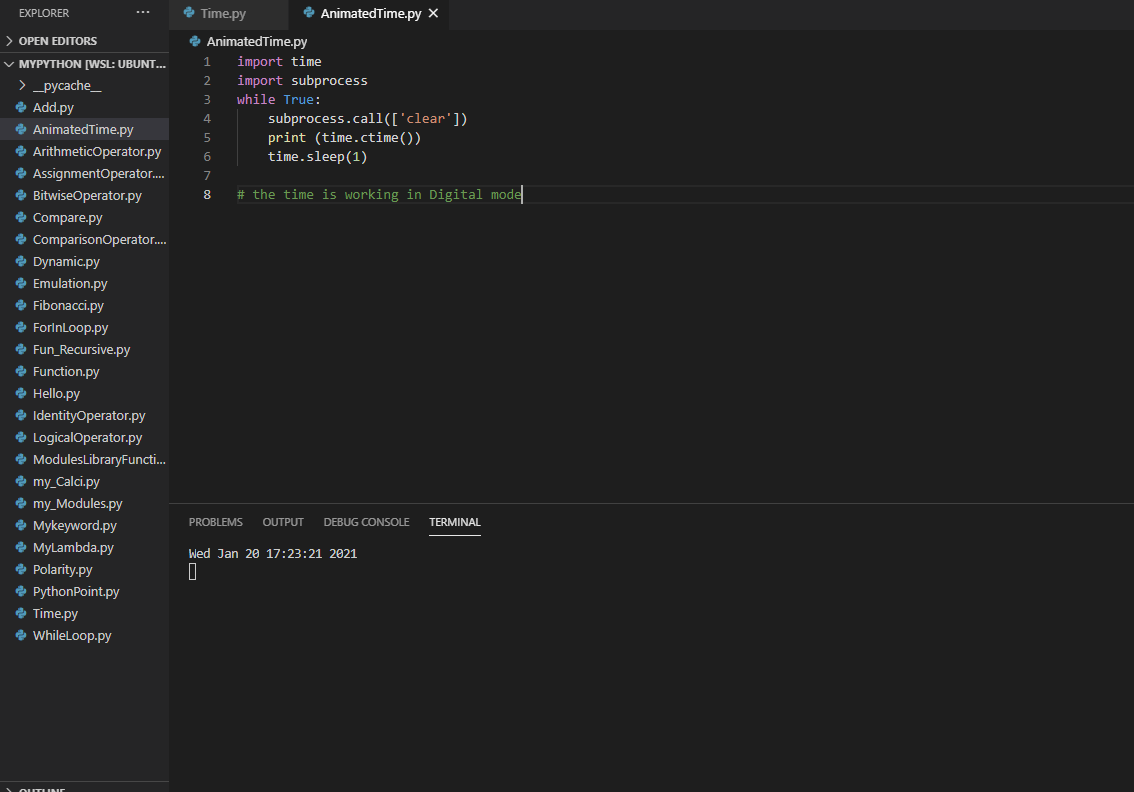 EXPLORER ···
OPEN EDITORS
MYPYTHON [WSL: UBUNT...
__pycache__
Add.py
AnimatedTime.py
ArithmeticOperator.py
AssignmentOperator....
BitwiseOperator.py
Compare.py
ComparisonOperator....
Dynamic.py
Emulation.py
Fibonacci.py
ForInLoop.py
Fun_Recursive.py
Function.py
Hello.py
IdentityOperator.py
LogicalOperator.py
ModulesLibraryFuncti...
my_Calci.py
my_Modules.py
Mykeyword.py
MyLambda.py
Polarity.py
PythonPoint.py
Time.py
WhileLoop.py
OUTLINE
Time.py AnimatedTime.py
AnimatedTime.py
1 import time
2 import subprocess
3 while True:
4     subprocess.call(['clear'])
5     print (time.ctime())
6     time.sleep(1)
7
8 # the time is working in Digital mode
PROBLEMS OUTPUT DEBUG CONSOLE TERMINAL
Wed Jan 20 17:23:21 2021